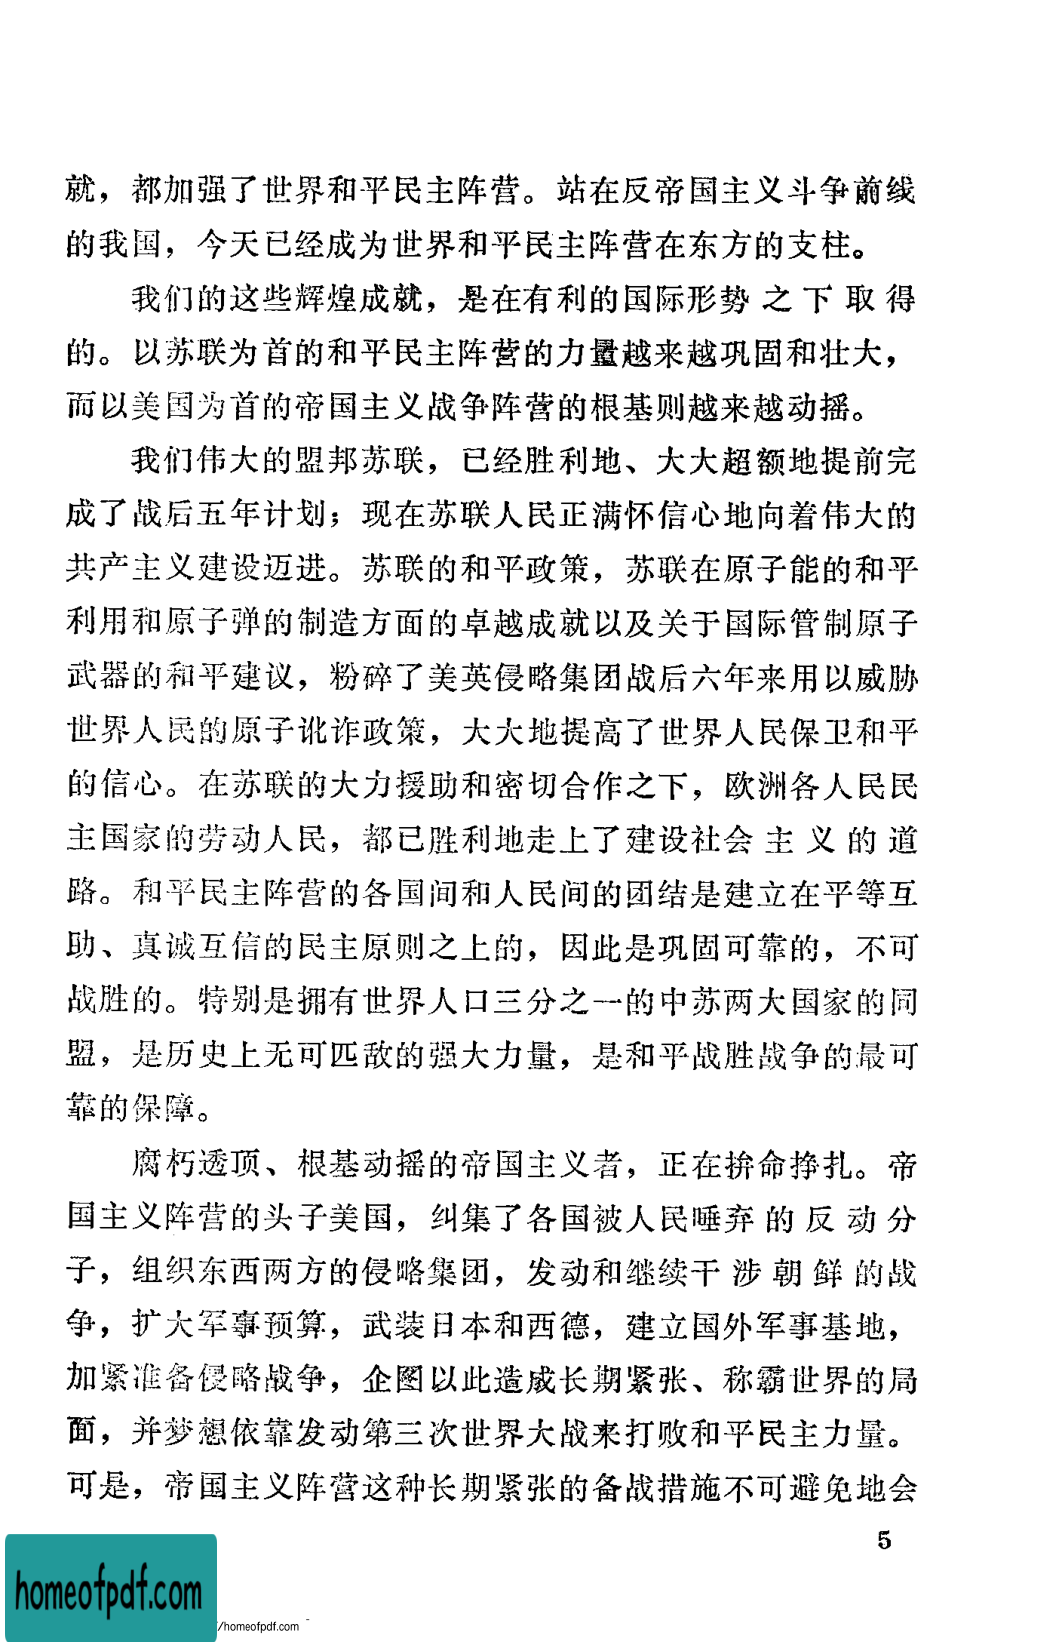 就，都加强了世界和平民主阵营。站在反帝国主义斗争前线
的我国，今天已经成为世界和平民主阵营在东方的支柱。
我们的这些辉煌成就，是在有利的国际形势之下取得
的。以苏联为首的和平民主阵营的力量越来越巩固和壮大，
而以美国为首的帝国主义战争阵营的根基则越来越动摇。
我们伟大的盟邦苏联，已经胜利地、大大超额地提前完
成了战后五年计划；现在苏联人民正满怀信心地向着伟大的
共产主义建设迈进。苏联的和平政策，苏联在原子能的和平
利用和原子弹的制造方面的卓越成就以及关于国际管制原子
武器的和平建议，粉碎了美英侵略集团战后六年来用以威胁
世界人民的原子讹诈政策，大大地提高了世界人民保卫和平
的信心。在苏联的大力援助和密切合作之下，欧洲各人民民
主国家的劳动人民，都已胜利地走上了建设社会主义的道
路。和平民主阵营的各国间和人民间的团结是建立在平等互
助、真诚互信的民主原则之上的，因此是巩固可靠的，不可
战胜的。特别是拥有世界人口三分之一的中苏两大国家的同
盟，是历史上无可匹敌的强大力量，是和平战胜战争的最可
靠的保障。
腐朽透顶、根基动摇的帝国主义者，正在拚命挣扎。帝
国主义阵营的头子美国，纠集了各国被人民唾弃的反动分
子，组织东西两方的侵略集团，发动和继续干涉朝鲜的战
争，扩大军事预算，武装日本和西德，建立国外军事基地，
加紧准备侵略战争，企图以此造成长期紧张、称霸世界的局
面，并梦想依靠发动第三次世界大战来打败和平民主力量。
可是，帝国主义阵营这种长期紧张的备战措施不可避免地会
5
homeofpdf.com
/homeofpdf.com